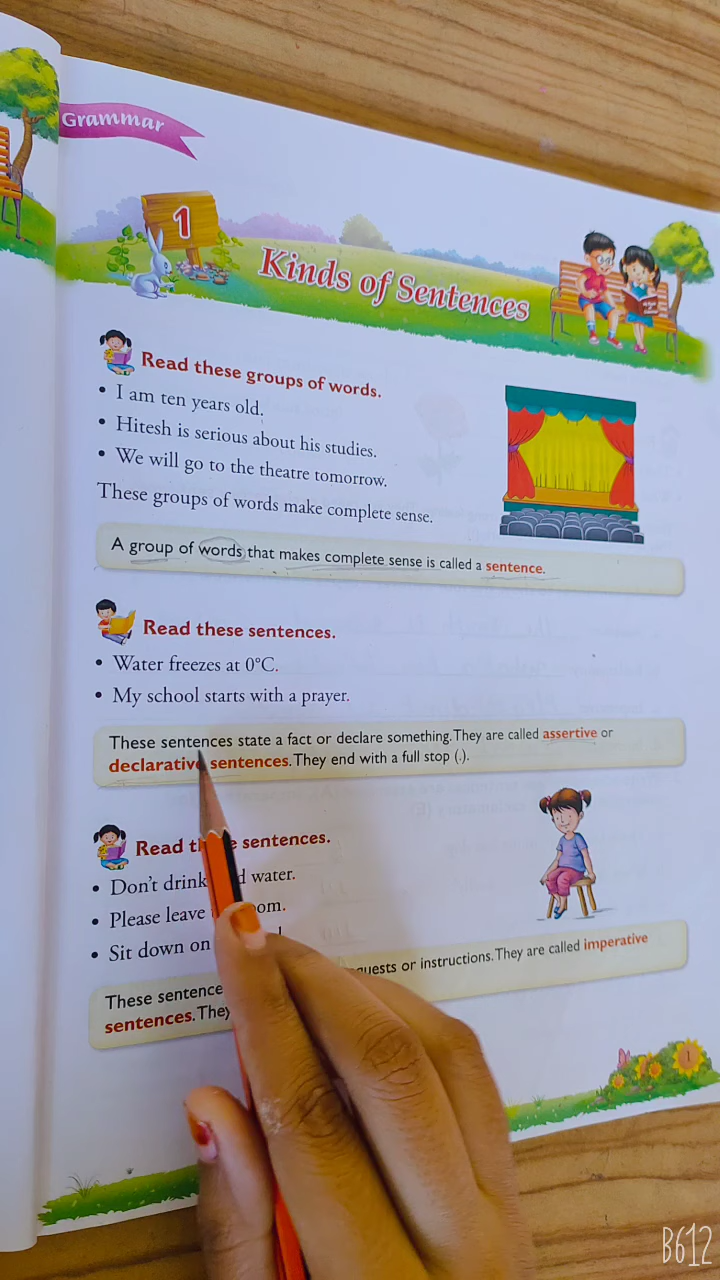 Grammar
1
Kinds of Sentences
Read these groups of words.
• I am ten years old.
• Hitesh is serious about his studies.
• We will go to the theatre tomorrow.
These groups of words make complete sense.
A group of words that makes complete sense is called a sentence.
Read these sentences.
• Water freezes at 0°C.
• My school starts with a prayer.
These sentences state a fact or declare something. They are called assertive or
declarative sentences. They end with a full stop (.).
Read sentences.
• Don't drink water.
• Please leave
• Sit down on
These or instructions. They are called imperative
sentences. They
1
B612